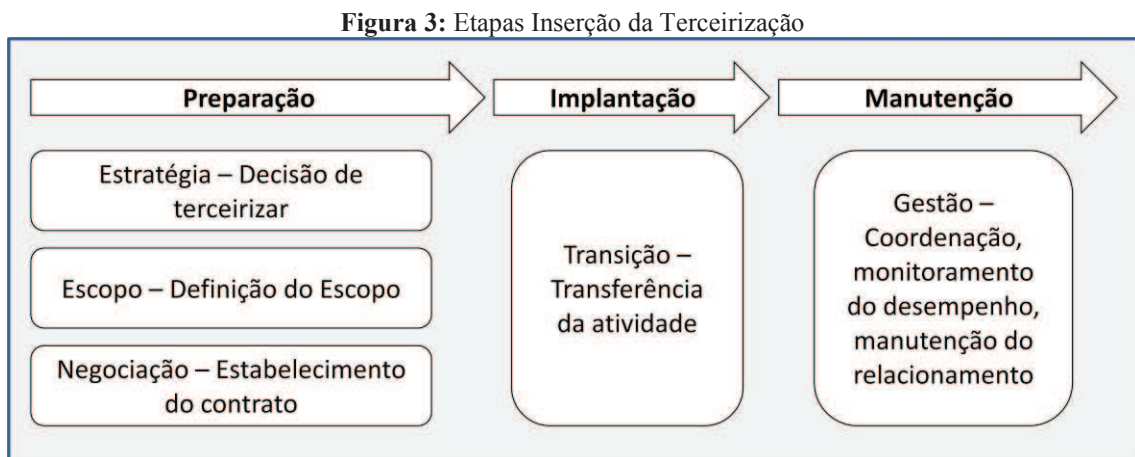 Figura 3: Etapas Inserção da Terceirização
Preparação
Implantação
Manutenção
Estratégia – Decisão de
terceirizar
Escopo – Definição do Escopo
Negociação – Estabelecimento
do contrato
Transição –
Transferência
da atividade
Gestão –
Coordenação,
monitoramento
do desempenho,
manutenção do
relacionamento